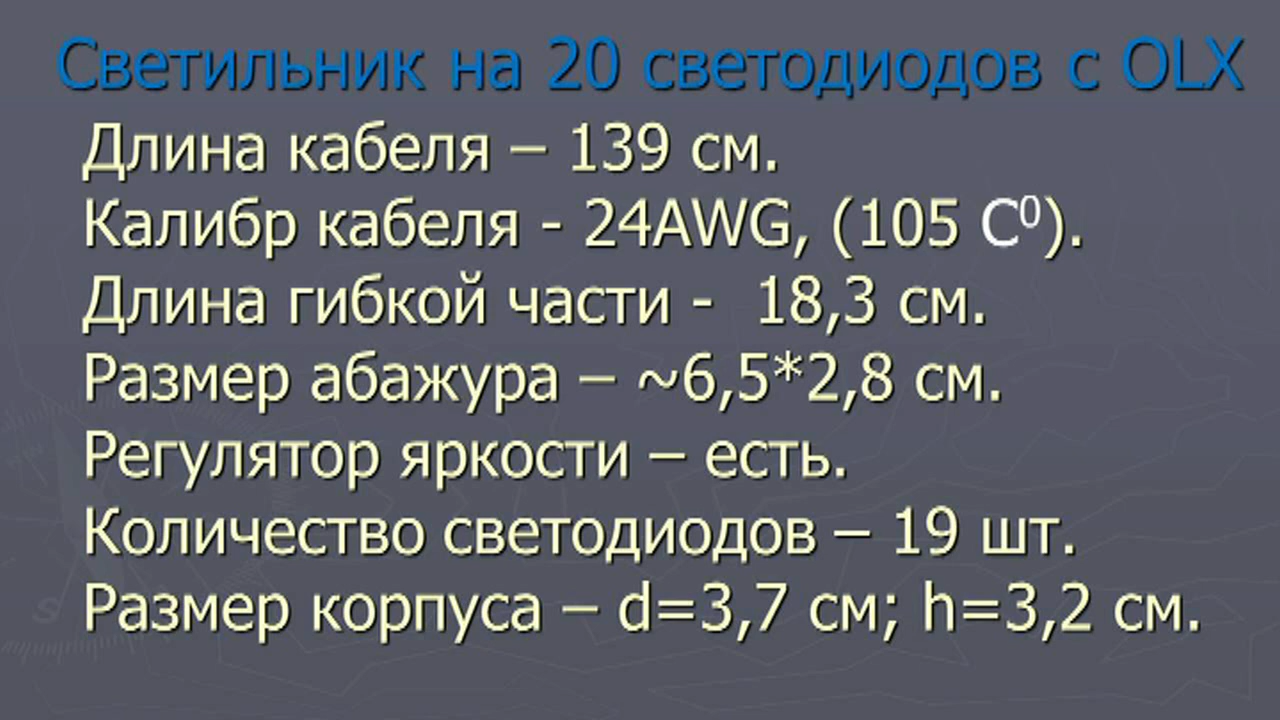 Светильник на 20 светодиодов с OLX
Длина кабеля – 139 см.
Калибр кабеля - 24AWG, (105 С⁰).
Длина гибкой части - 18,3 см.
Размер абажура – ~6,5*2,8 см.
Регулятор яркости – есть.
Количество светодиодов – 19 шт.
Размер корпуса – d=3,7 см; h=3,2 см.
S